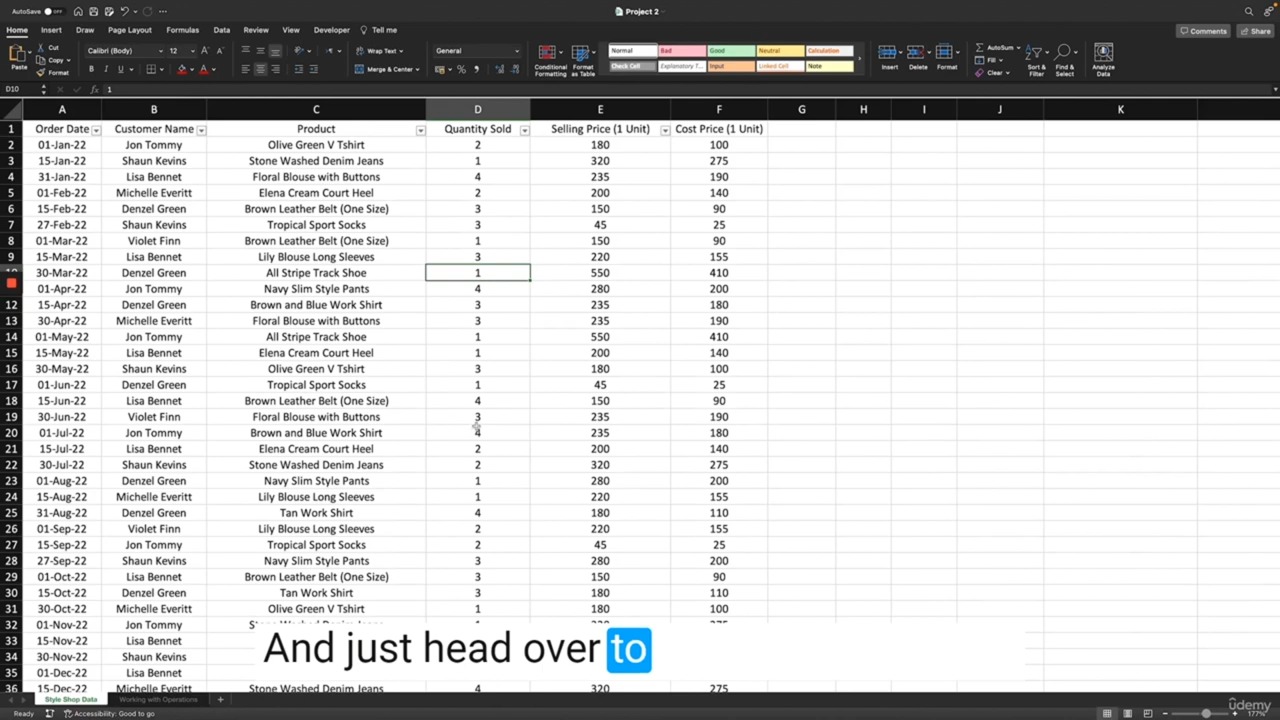 AutoSave OFF Project 2
Home Insert Draw Page Layout Formulas Data Review View Developer Tell me Comments Share
Paste Cut Copy Format Calibri (Body) 12 Wrap Text Merge & Center General Conditional Formatting Format as Table Normal Bad Good Neutral Calculation Check Cell Explanatory T... Input Linked Cell Note Insert Delete Format AutoSum Fill Clear Sort & Filter Find & Select Analyze Data
D10 fx 1
A B C D E F G H I J K
1 Order Date Customer Name Product Quantity Sold Selling Price (1 Unit) Cost Price (1 Unit)
2 01-Jan-22 Jon Tommy Olive Green V Tshirt 2 180 100
3 15-Jan-22 Shaun Kevins Stone Washed Denim Jeans 1 320 275
4 31-Jan-22 Lisa Bennet Floral Blouse with Buttons 4 235 190
5 01-Feb-22 Michelle Everitt Elena Cream Court Heel 2 200 140
6 15-Feb-22 Denzel Green Brown Leather Belt (One Size) 3 150 90
7 27-Feb-22 Shaun Kevins Tropical Sport Socks 3 45 25
8 01-Mar-22 Violet Finn Brown Leather Belt (One Size) 1 150 90
9 15-Mar-22 Lisa Bennet Lily Blouse Long Sleeves 3 220 155
10 30-Mar-22 Denzel Green All Stripe Track Shoe 1 550 410
01-Apr-22 Jon Tommy Navy Slim Style Pants 4 280 200
12 15-Apr-22 Denzel Green Brown and Blue Work Shirt 3 235 180
13 30-Apr-22 Michelle Everitt Floral Blouse with Buttons 3 235 190
14 01-May-22 Jon Tommy All Stripe Track Shoe 1 550 410
15 15-May-22 Lisa Bennet Elena Cream Court Heel 1 200 140
16 30-May-22 Shaun Kevins Olive Green V Tshirt 3 180 100
17 01-Jun-22 Denzel Green Tropical Sport Socks 1 45 25
18 15-Jun-22 Lisa Bennet Brown Leather Belt (One Size) 4 150 90
19 30-Jun-22 Violet Finn Floral Blouse with Buttons 3 235 190
20 01-Jul-22 Jon Tommy Brown and Blue Work Shirt 4 235 180
21 15-Jul-22 Lisa Bennet Elena Cream Court Heel 2 200 140
22 30-Jul-22 Shaun Kevins Stone Washed Denim Jeans 2 320 275
23 01-Aug-22 Denzel Green Navy Slim Style Pants 1 280 200
24 15-Aug-22 Michelle Everitt Lily Blouse Long Sleeves 1 220 155
25 31-Aug-22 Denzel Green Tan Work Shirt 4 180 110
26 01-Sep-22 Violet Finn Lily Blouse Long Sleeves 2 220 155
27 15-Sep-22 Jon Tommy Tropical Sport Socks 2 45 25
28 27-Sep-22 Shaun Kevins Navy Slim Style Pants 3 280 200
29 01-Oct-22 Lisa Bennet Brown Leather Belt (One Size) 3 150 90
30 15-Oct-22 Denzel Green Tan Work Shirt 3 180 110
31 30-Oct-22 Michelle Everitt Olive Green V Tshirt 1 180 100
32 01-Nov-22 Jon Tommy
33 15-Nov-22 Lisa Bennet
34 30-Nov-22 Shaun Kevins
35 01-Dec-22 Lisa Bennet
36 15-Dec-22 Michelle Everitt Stone Washed Denim Jeans 4 320 275
And just head over to
Style Shop Data Working with Operations +
Ready Accessibility: Good to go 177%
udemy